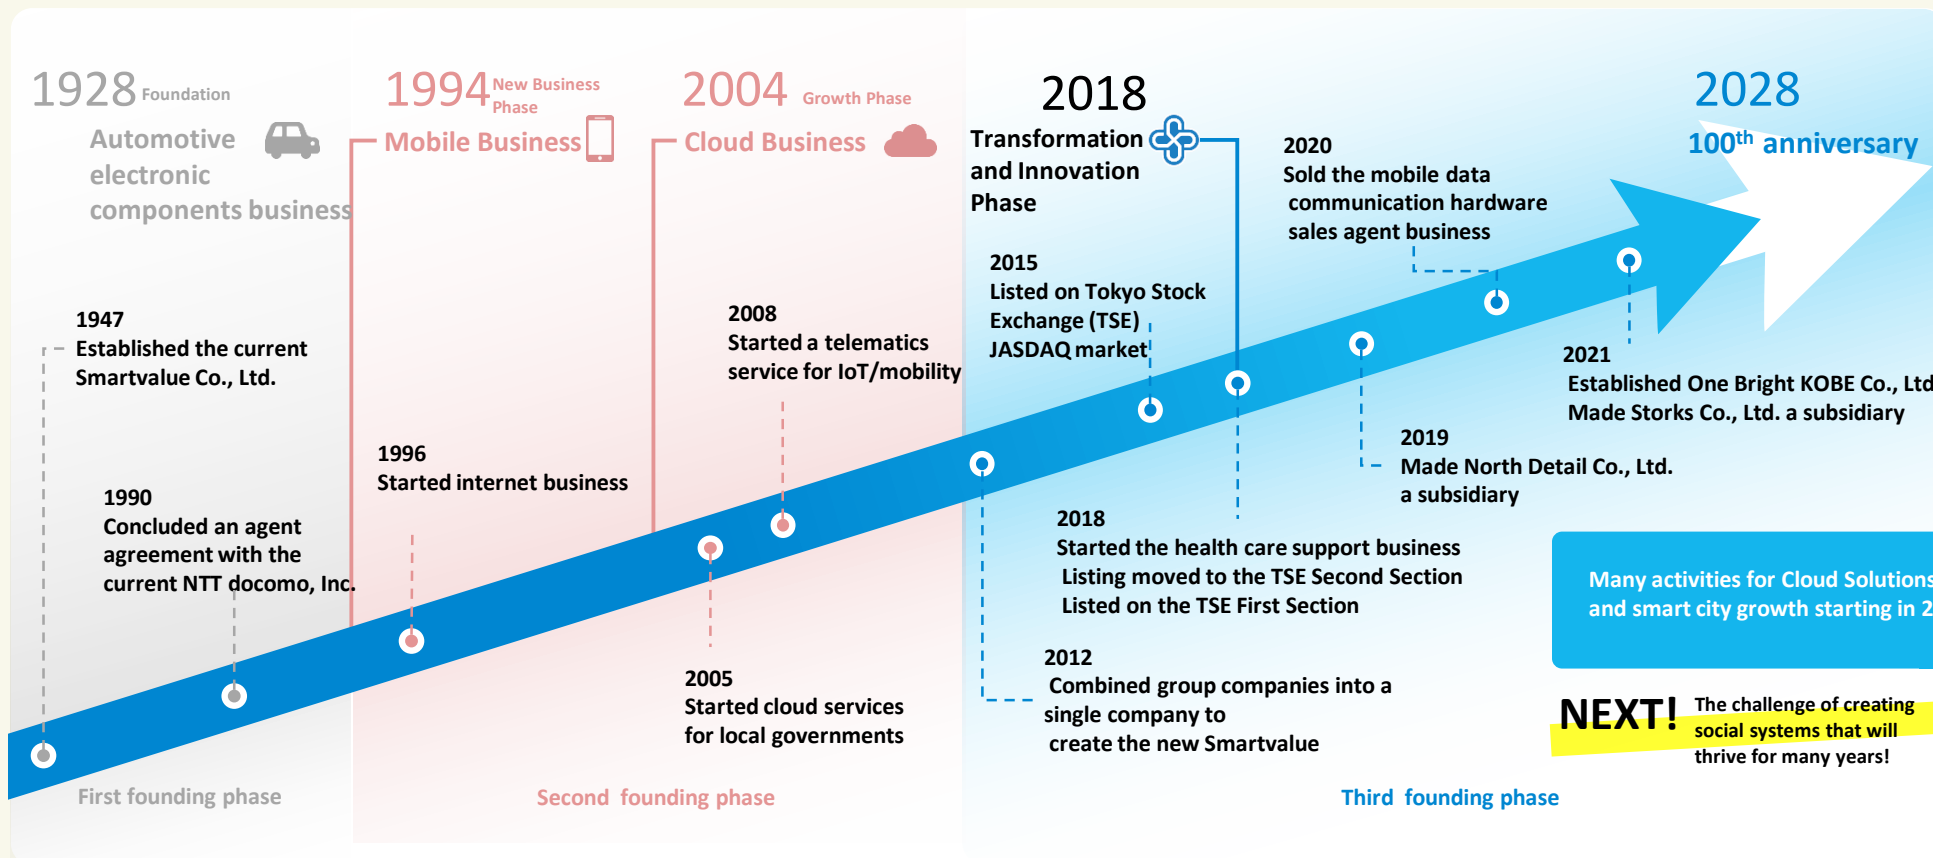 1928 Foundation
Automotive
electronic
components business
1994 New Business
Phase
Mobile Business
2004 Growth Phase
Cloud Business
2018
Transformation
and Innovation
Phase
2028
100th anniversary
1947
Established the current
Smartvalue Co., Ltd.
1990
Concluded an agent
agreement with the
current NTT docomo, Inc.
1996
Started internet business
2008
Started a telematics
service for IoT/mobility
2005
Started cloud services
for local governments
2015
Listed on Tokyo Stock
Exchange (TSE)
JASDAQ market
2020
Sold the mobile data
communication hardware
sales agent business
2021
Established One Bright KOBE Co., Ltd
Made Storks Co., Ltd. a subsidiary
2019
Made North Detail Co., Ltd.
a subsidiary
2018
Started the health care support business
Listing moved to the TSE Second Section
Listed on the TSE First Section
2012
Combined group companies into a
single company to
create the new Smartvalue
Many activities for Cloud Solutions
and smart city growth starting in 2
NEXT!
The challenge of creating
social systems that will
thrive for many years!
First founding phase
Second founding phase
Third founding phase